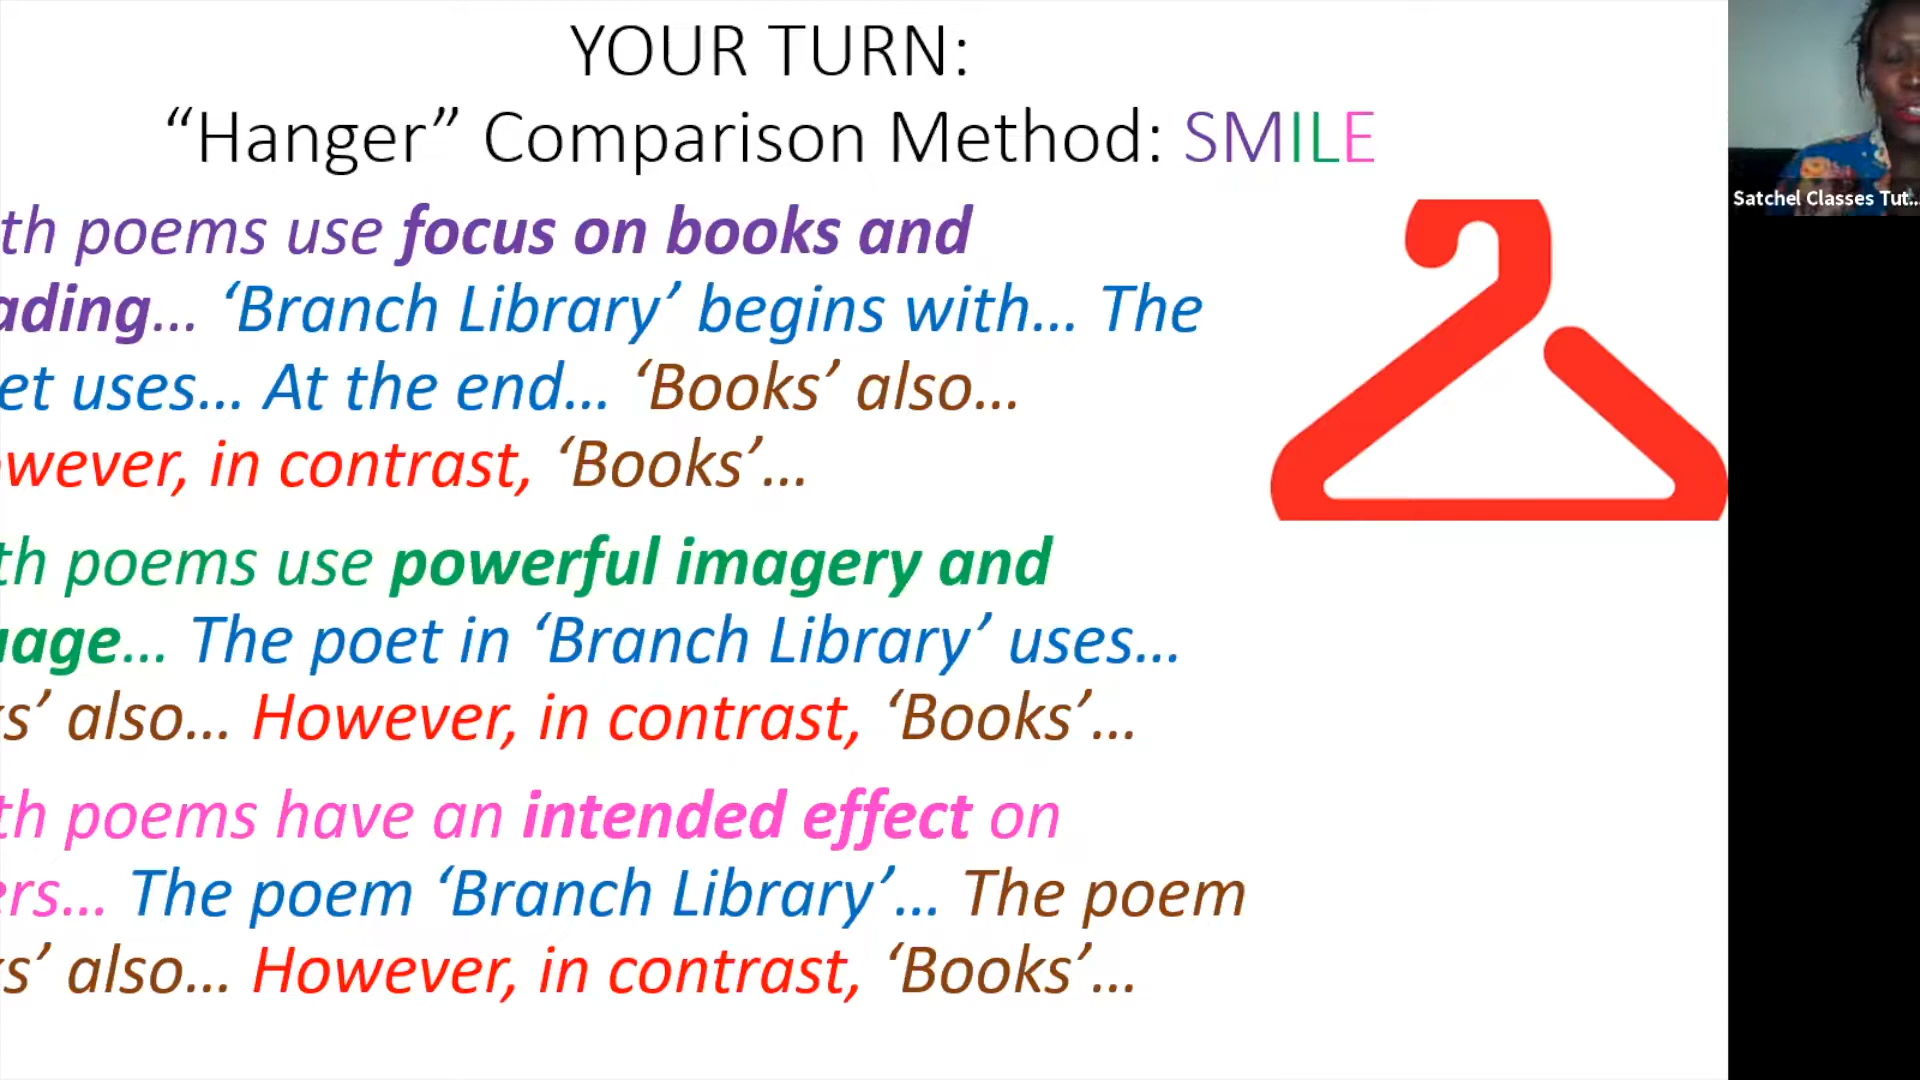 YOUR TURN:
“Hanger” Comparison Method: SMILE
th poems use focus on books and
ading... ‘Branch Library’ begins with... The
et uses... At the end... ‘Books’ also...
wever, in contrast, ‘Books’...
th poems use powerful imagery and
uage... The poet in ‘Branch Library’ uses...
s’ also... However, in contrast, ‘Books’...
th poems have an intended effect on
ers... The poem ‘Branch Library’... The poem
s’ also... However, in contrast, ‘Books’...
Satchel Classes Tut...